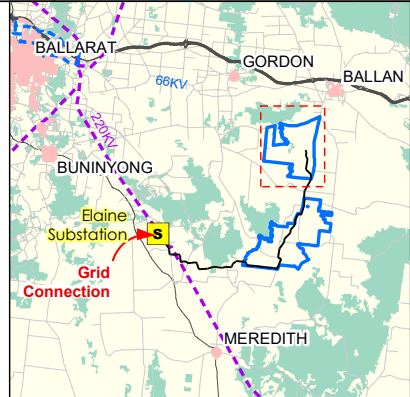 BALLARAT
GORDON
BALLAN
66KV
220KV
BUNINYONG
Elaine
Substation
S
Grid
Connection
MEREDITH